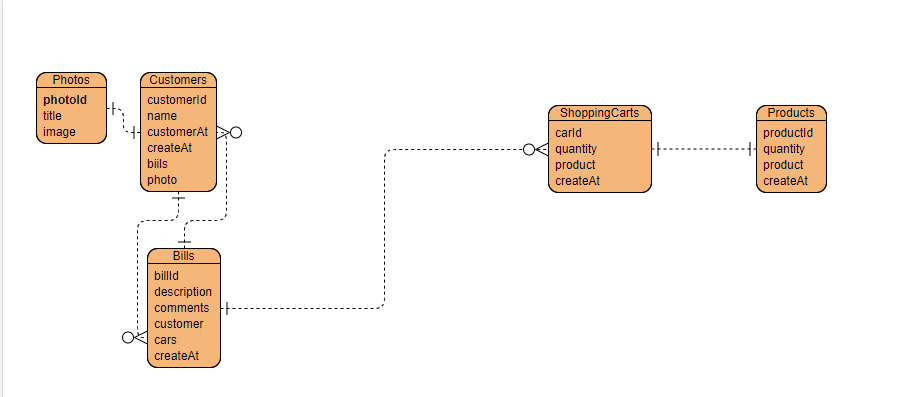 Photos
photoId
title
image
Customers
customerId
name
customerAt
createAt
biils
photo
ShoppingCarts
carId
quantity
product
createAt
Products
productId
quantity
product
createAt
Bills
billId
description
comments
customer
cars
createAt